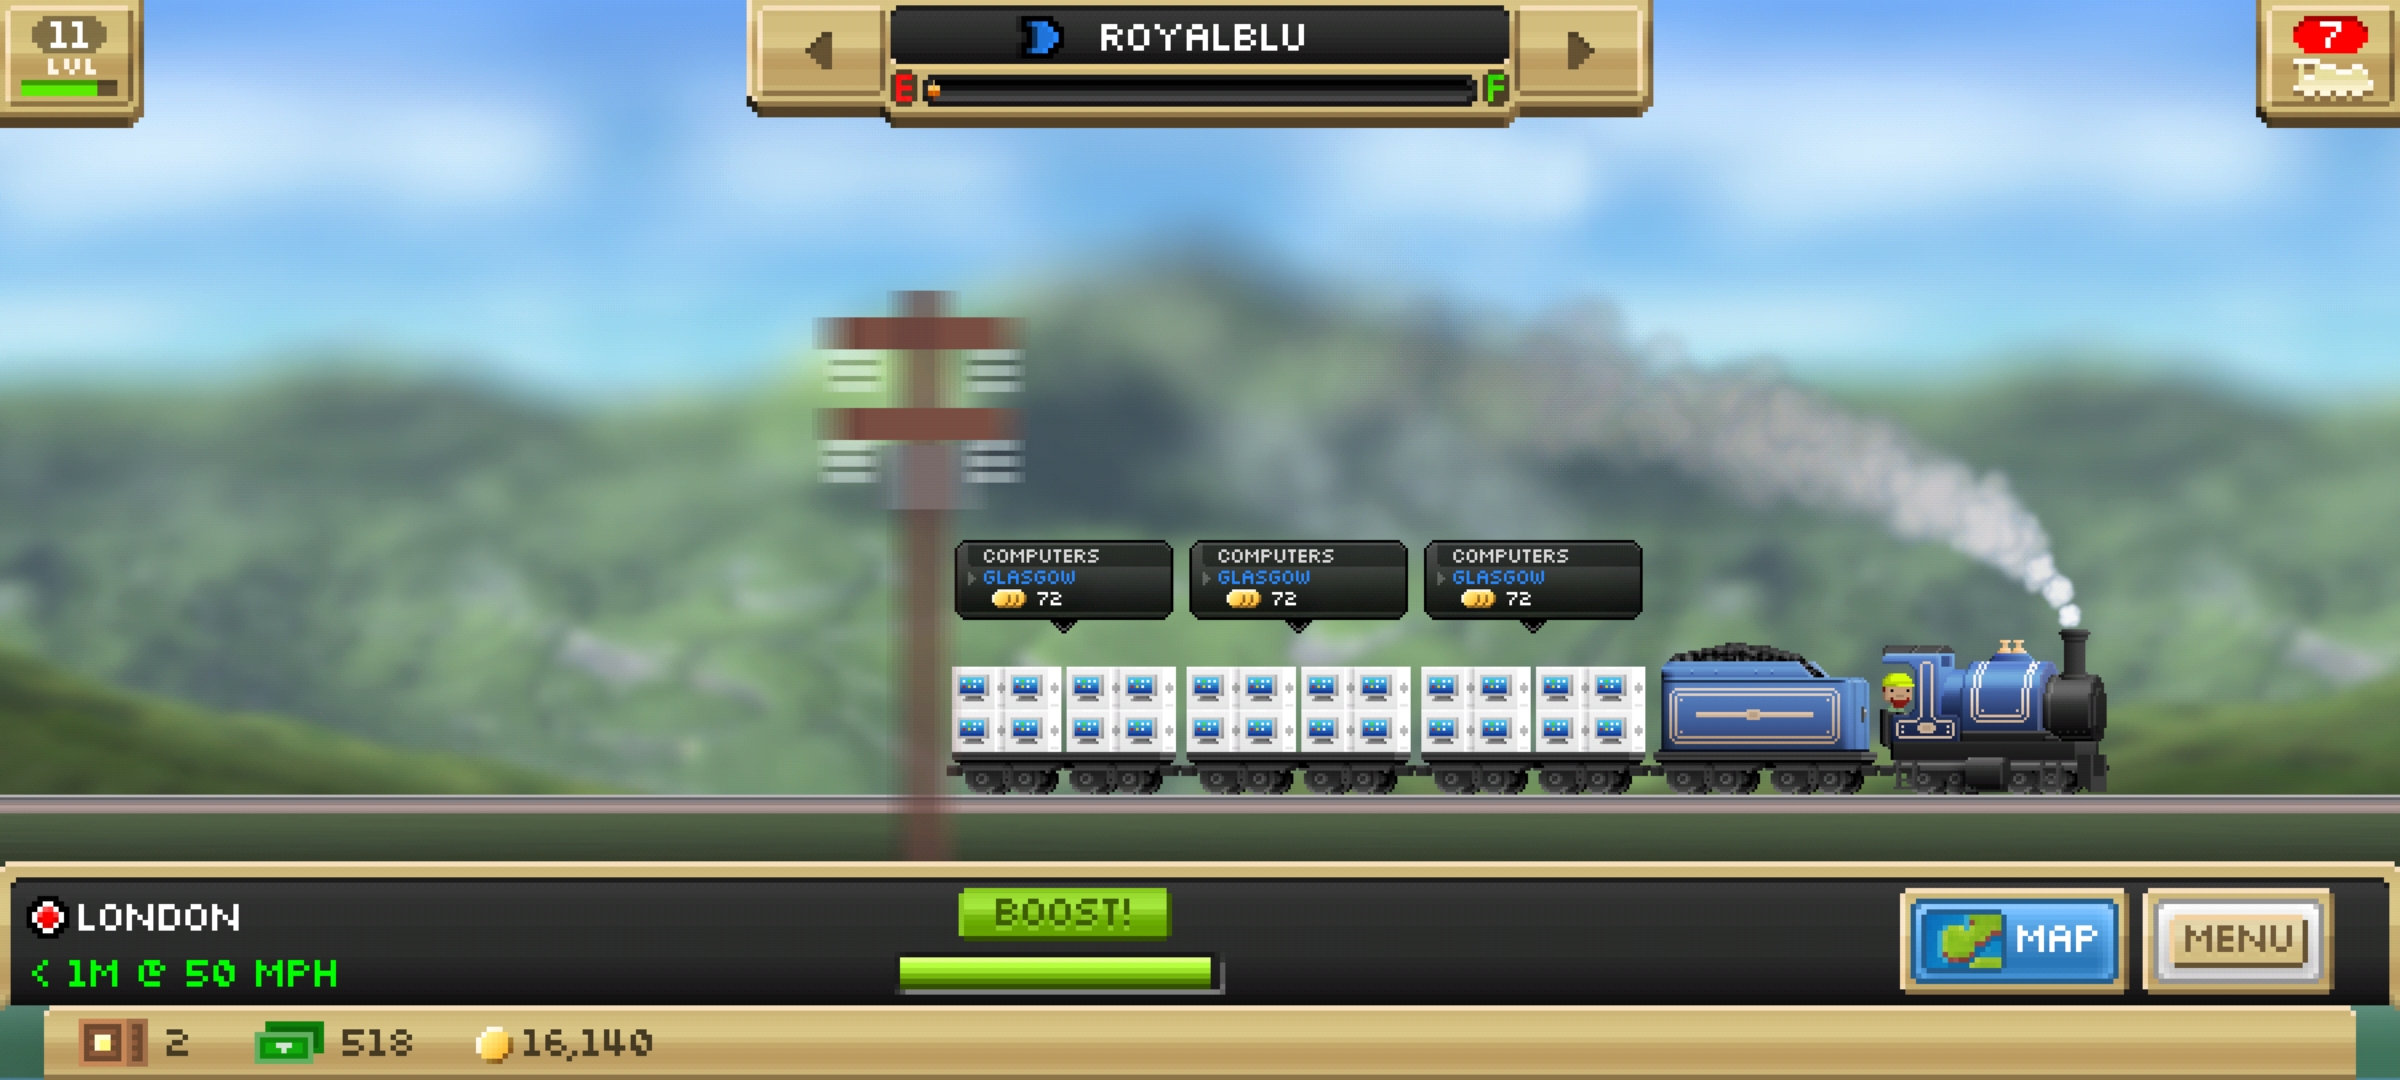 11
LVL
ROYALBLU
E F
7
COMPUTERS
GLASGOW
72
COMPUTERS
GLASGOW
72
COMPUTERS
GLASGOW
72
LONDON
< 1M @ 50 MPH
BOOST!
MAP
MENU
2
518
16,140